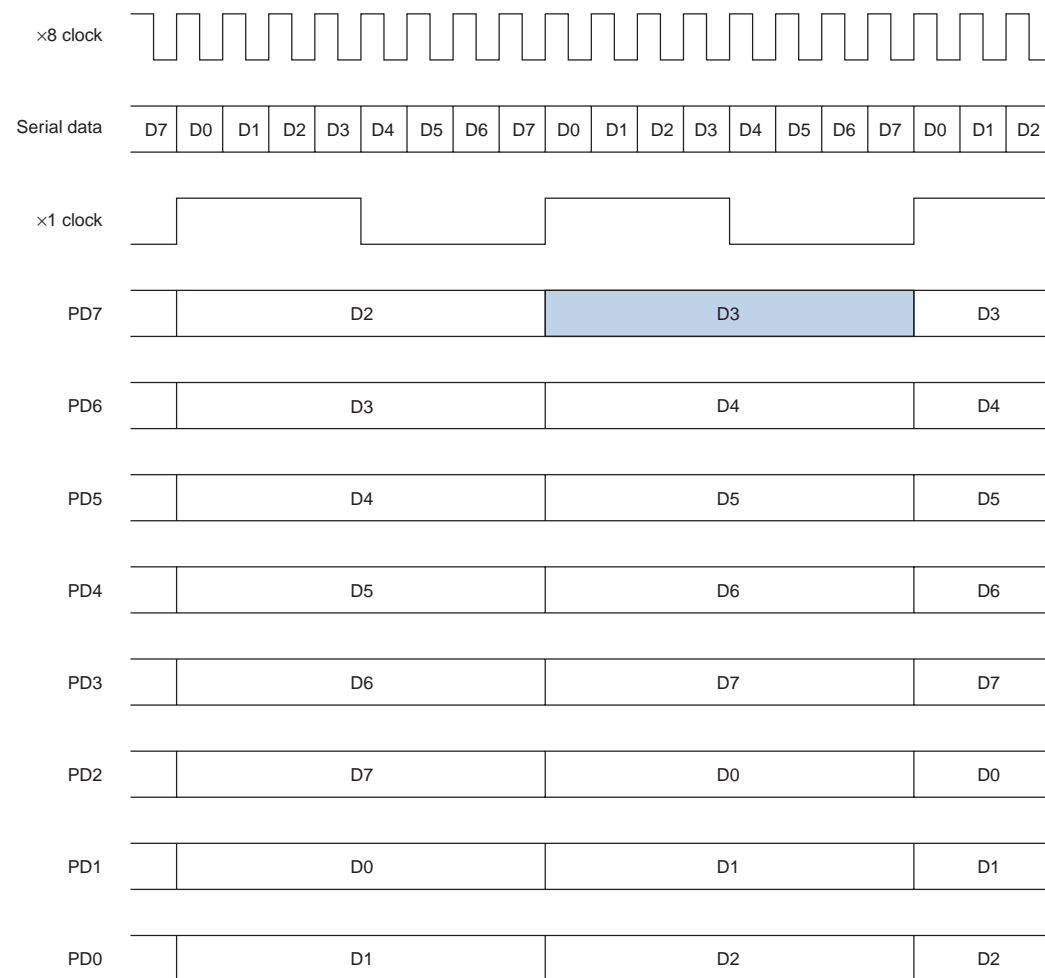 ×8 clock
Serial data D7 D0 D1 D2 D3 D4 D5 D6 D7 D0 D1 D2 D3 D4 D5 D6 D7 D0 D1 D2
×1 clock
PD7 D2 D3 D3
PD6 D3 D4 D4
PD5 D4 D5 D5
PD4 D5 D6 D6
PD3 D6 D7 D7
PD2 D7 D0 D0
PD1 D0 D1 D1
PD0 D1 D2 D2